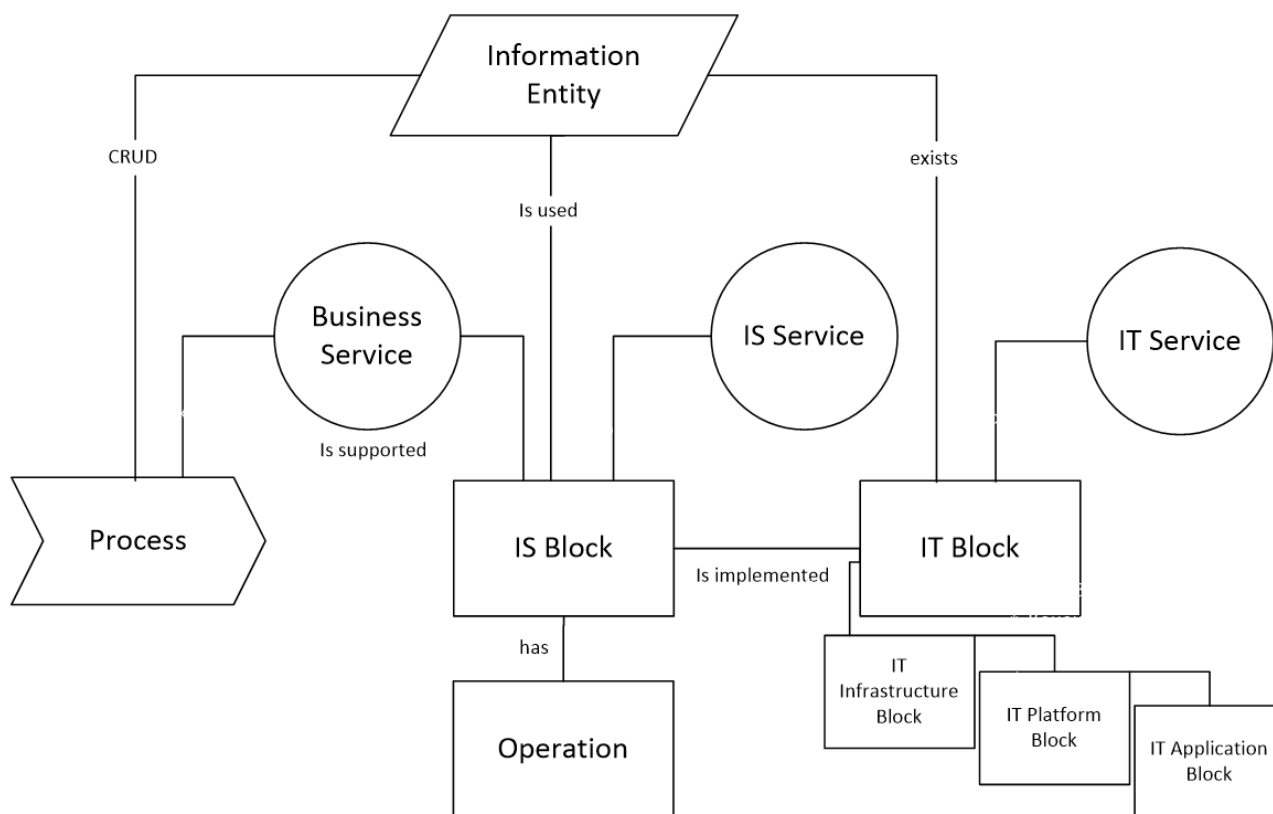 Information
Entity
CRUD
exists
Is used
Business
Service
IS Service
IT Service
Is supported
Process
IS Block
IT Block
Is implemented
has
IT
Infrastructure
Block
IT Platform
Block
Operation
IT Application
Block